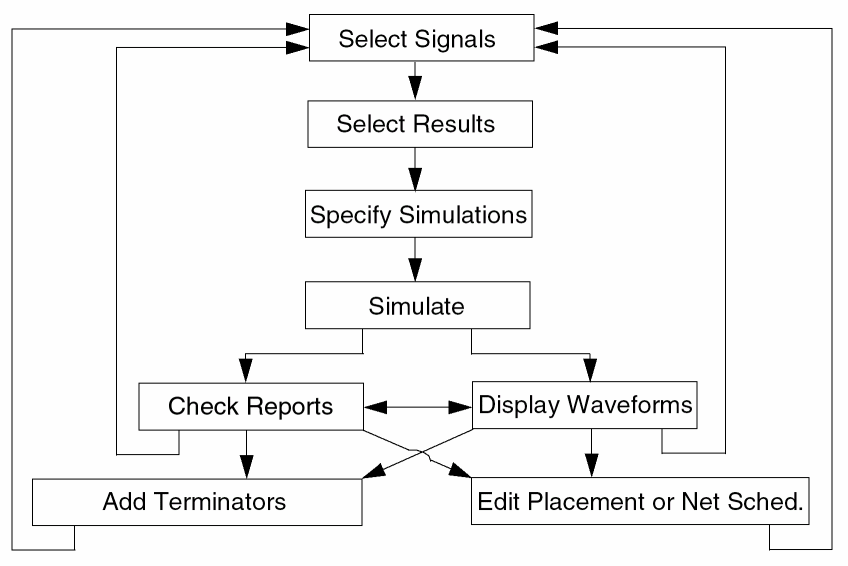 Select Signals
Select Results
Specify Simulations
Simulate
Check Reports
Display Waveforms
Add Terminators
Edit Placement or Net Sched.